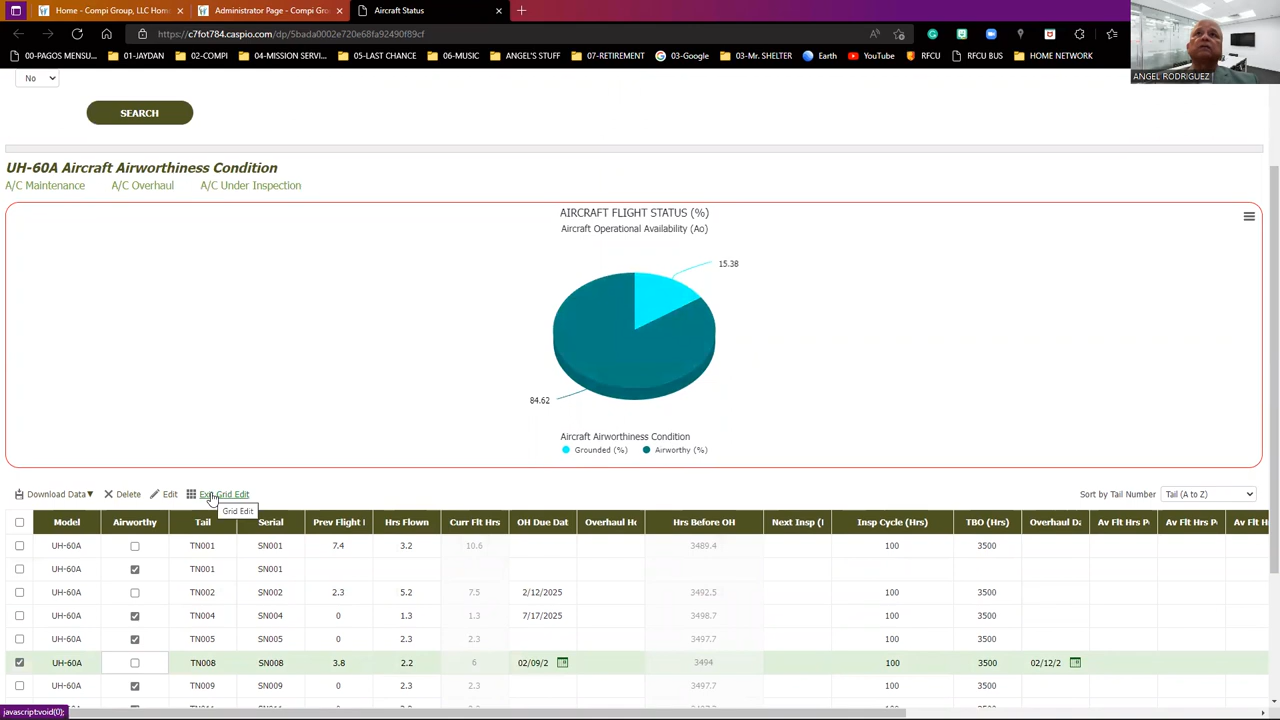 Home - Compi Group, LLC Hom
Administrator Page - Compi Gro
Aircraft Status
https://c7fot784.caspio.com/dp/5bada0002e720e68fa92490f89cf
00-PAGOS MENSU... 01-JAYDAN 02-COMPI 04-MISSION SERVI... 05-LAST CHANCE 06-MUSIC ANGEL'S STUFF 07-RETIREMENT 03-Google 03-Mr. SHELTER Earth YouTube RFCU RFCU BUS HOME NETWORK
ANGEL RODRIGUEZ
No
SEARCH
UH-60A Aircraft Airworthiness Condition
A/C Maintenance A/C Overhaul A/C Under Inspection
AIRCRAFT FLIGHT STATUS (%)
Aircraft Operational Availability (Ao)
15.38
84.62
Aircraft Airworthiness Condition
Grounded (%) Airworthy (%)
Download Data▼ Delete Edit Exit Grid Edit Sort by Tail Number Tail (A to Z)
Grid Edit
Model Airworthy Tail Serial Prev Flight Hrs Flown Curr Flt Hrs OH Due Dat Overhaul Hc Hrs Before OH Next Insp ( Insp Cycle (Hrs) TBO (Hrs) Overhaul Da Av Flt Hrs P Av Flt Hrs P Av Flt H
UH-60A TN001 SN001 7.4 3.2 10.6 3489.4 100 3500
UH-60A TN001 SN001
UH-60A TN002 SN002 2.3 5.2 7.5 2/12/2025 3492.5 100 3500
UH-60A TN004 SN004 0 1.3 1.3 7/17/2025 3498.7 100 3500
UH-60A TN005 SN005 0 2.3 2.3 3497.7 100 3500
UH-60A TN008 SN008 3.8 2.2 6 02/09/2 3494 100 3500 02/12/2
UH-60A TN009 SN009 0 2.3 2.3 3497.7 100 3500
javascript:void(0);